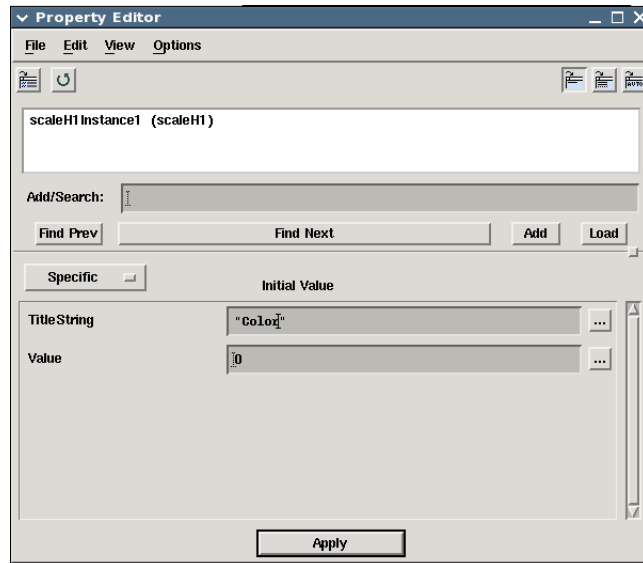 Property Editor
File Edit View Options
AUTO
scaleH1Instance1 (scaleH1)
Add/Search:
Find Prev Find Next Add Load
Specific
Initial Value
TitleString "Color" ...
Value 0 ...
Apply